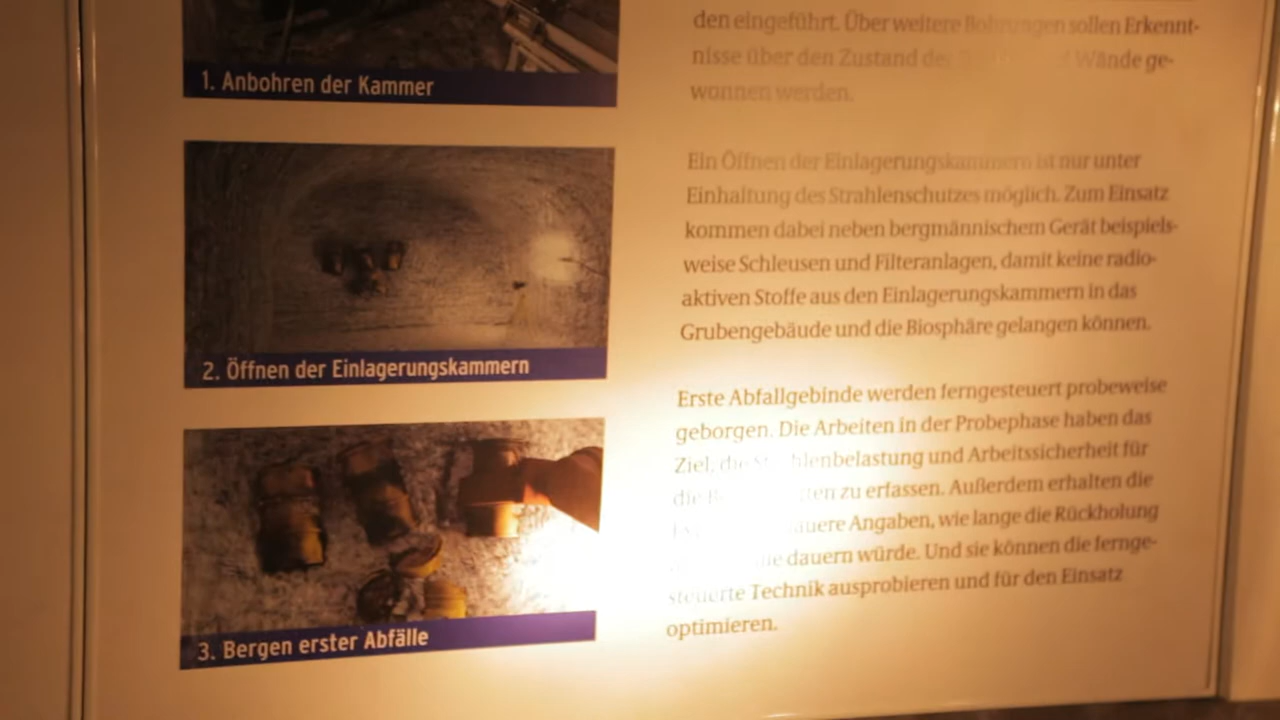 1. Anbohren der Kammer
2. Öffnen der Einlagerungskammern
3. Bergen erster Abfälle
den eingeführt. Über weitere Bohrungen sollen Erkennt-
nisse über den Zustand der Wände ge-
wonnen werden.
Ein Öffnen der Einlagerungskammern ist nur unter
Einhaltung des Strahlenschutzes möglich. Zum Einsatz
kommen dabei neben bergmännischem Gerät beispiels-
weise Schleusen und Filteranlagen, damit keine radio-
aktiven Stoffe aus den Einlagerungskammern in das
Grubengebäude und die Biosphäre gelangen können.
Erste Abfallgebinde werden ferngesteuert probeweise
geborgen. Die Arbeiten in der Probephase haben das
Ziel, die Strahlenbelastung und Arbeitssicherheit für
die zu erfassen. Außerdem erhalten die
Angaben, wie lange die Rückholung
dauern würde. Und sie können die fernge-
steuerte Technik ausprobieren und für den Einsatz
optimieren.